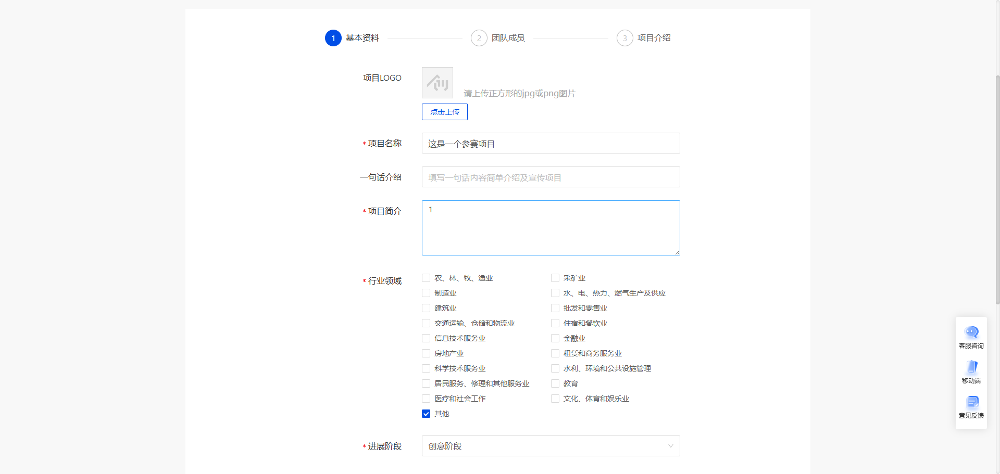 1 基本资料 2 团队成员 3 项目介绍
项目LOGO
请上传正方形的jpg或png图片
点击上传
* 项目名称 这是一个参赛项目
一句话介绍 填写一句话内容简单介绍及宣传项目
* 项目简介 1
* 行业领域
农、林、牧、渔业 采矿业
制造业 水、电、热力、燃气生产及供应
建筑业 批发和零售业
交通运输、仓储和物流业 住宿和餐饮业
信息技术服务业 金融业
房地产业 租赁和商务服务业
科学技术服务业 水利、环境和公共设施管理
居民服务、修理和其他服务业 教育
医疗和社会工作 文化、体育和娱乐业
其他
* 进展阶段 创意阶段
客服咨询
移动端
意见反馈